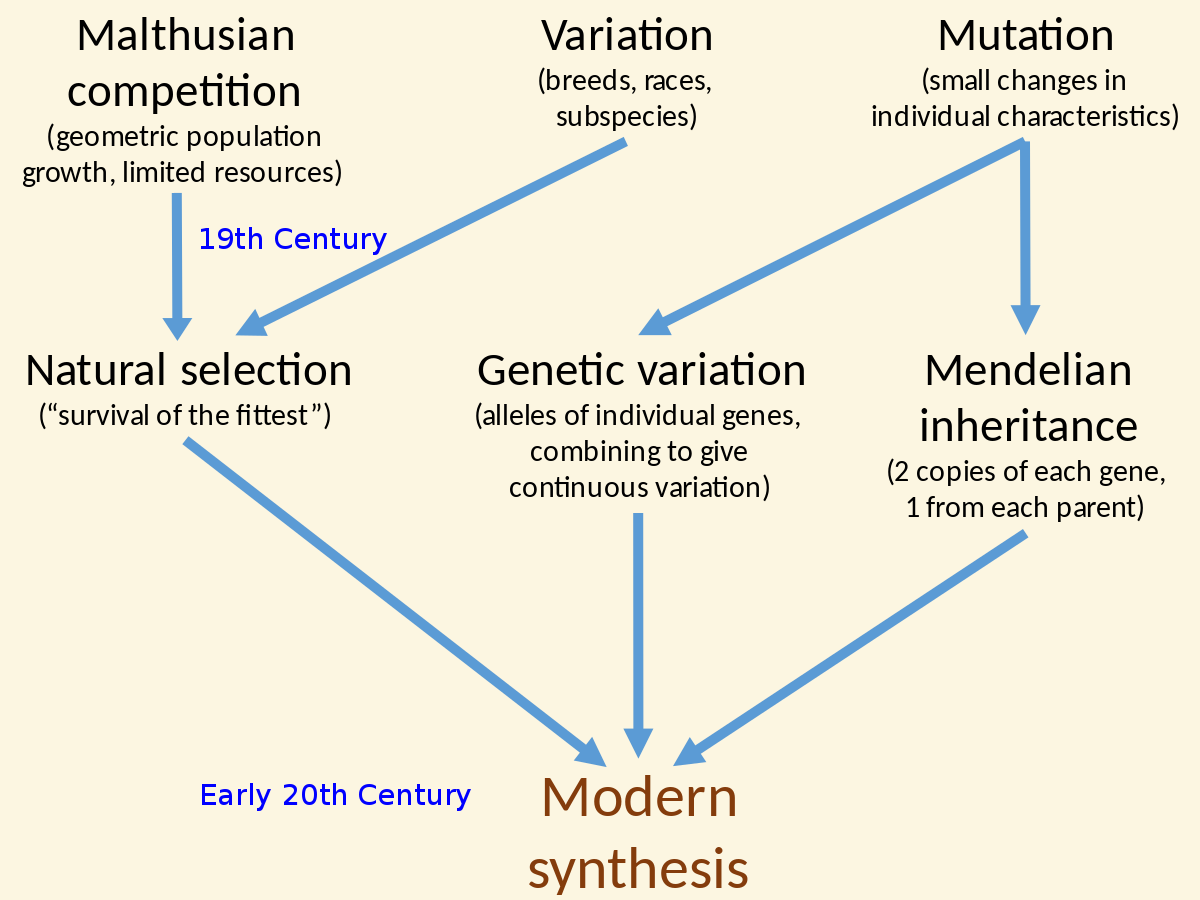 Malthusian
competition
(geometric population
growth, limited resources)
Variation
(breeds, races,
subspecies)
Mutation
(small changes in
individual characteristics)
19th Century
Natural selection
(“survival of the fittest”)
Genetic variation
(alleles of individual genes,
combining to give
continuous variation)
Mendelian
inheritance
(2 copies of each gene,
1 from each parent)
Early 20th Century
Modern
synthesis